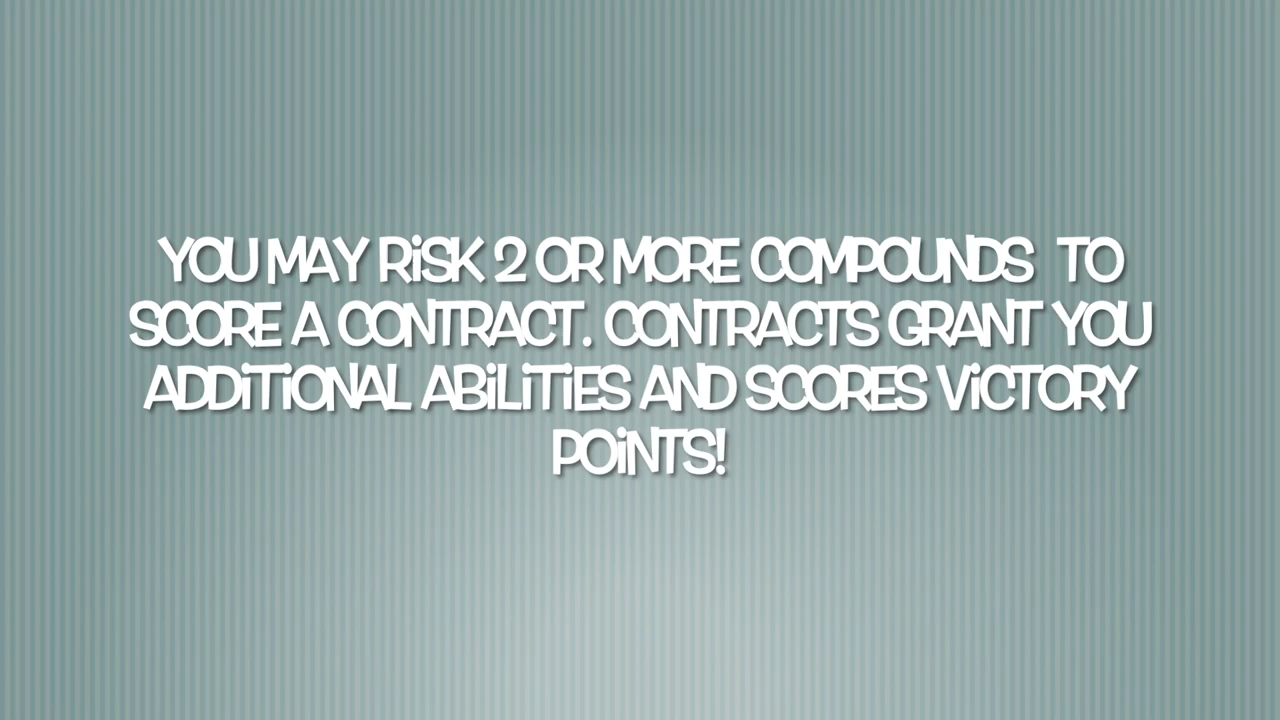 YOU MAY RiSK 2 OR MORE COMPOUNDS TO
SCORE A CONTRACT. CONTRACTS GRANT YOU
ADDiTiONAL ABiLiTiES AND SCORES ViCTORY
POiNTS!